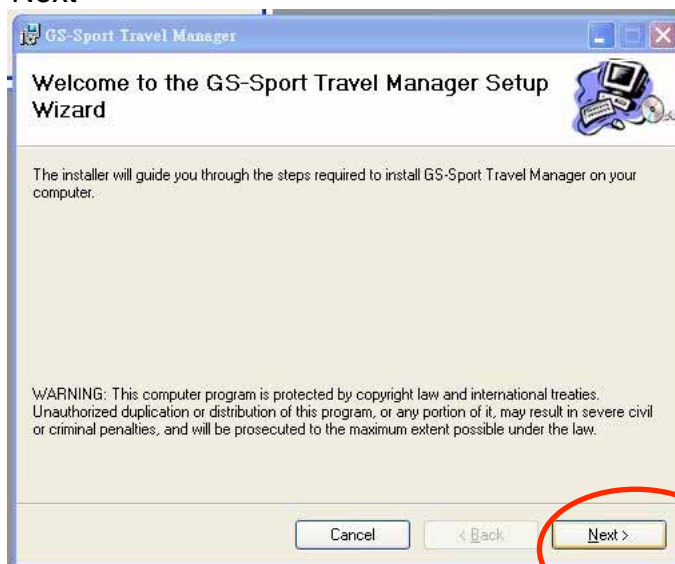 Next
GS-Sport Travel Manager
Welcome to the GS-Sport Travel Manager Setup
Wizard
The installer will guide you through the steps required to install GS-Sport Travel Manager on your
computer.
WARNING: This computer program is protected by copyright law and international treaties.
Unauthorized duplication or distribution of this program, or any portion of it, may result in severe civil
or criminal penalties, and will be prosecuted to the maximum extent possible under the law.
Cancel < Back Next >